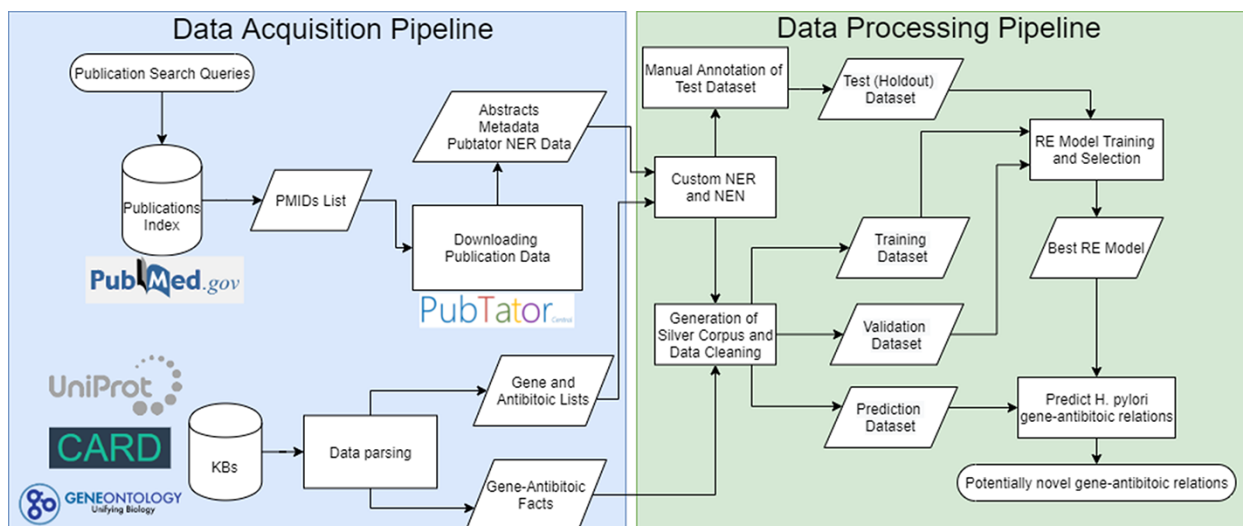 Data Acquisition Pipeline
Publication Search Queries
Publications
Index
PubMed.gov
PMIDs List
Abstracts
Metadata
Pubtator NER Data
Downloading
Publication Data
PubTator
Central
UniProt
CARD
GENEONTOLOGY
Unifying Biology
KBs
Data parsing
Gene and
Antibitoic Lists
Gene-Antibitoic
Facts
Data Processing Pipeline
Manual Annotation of
Test Dataset
Test (Holdout)
Dataset
RE Model Training
and Selection
Custom NER
and NEN
Training
Dataset
Best RE Model
Generation of
Silver Corpus and
Data Cleaning
Validation
Dataset
Prediction
Dataset
Predict H. pylori
gene-antibitoic relations
Potentially novel gene-antibitoic relations